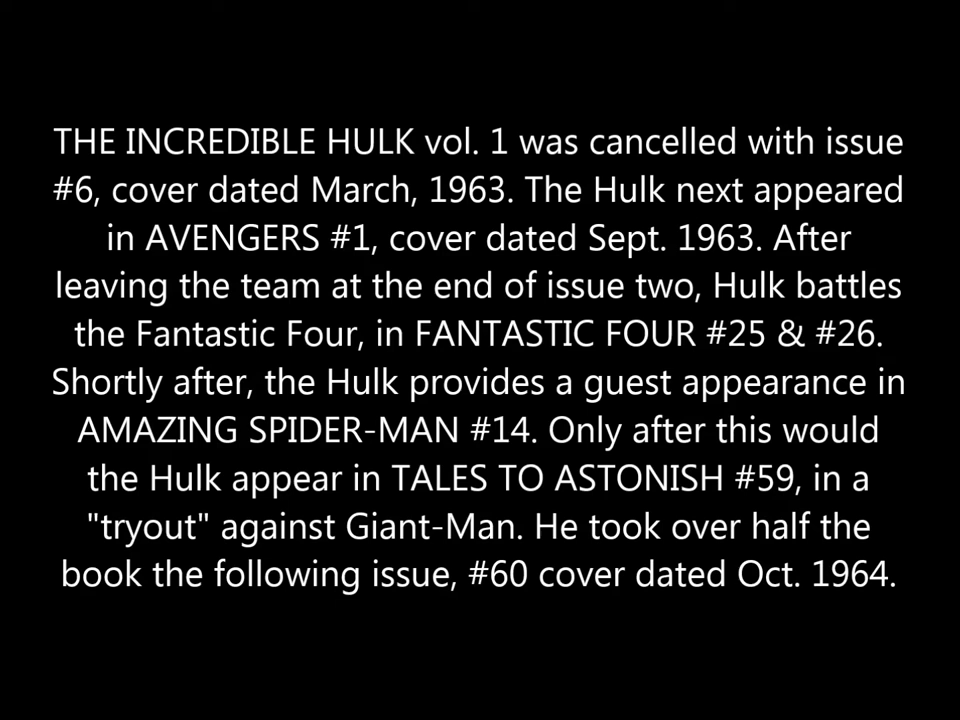 THE INCREDIBLE HULK vol. 1 was cancelled with issue
#6, cover dated March, 1963. The Hulk next appeared
in AVENGERS #1, cover dated Sept. 1963. After
leaving the team at the end of issue two, Hulk battles
the Fantastic Four, in FANTASTIC FOUR #25 & #26.
Shortly after, the Hulk provides a guest appearance in
AMAZING SPIDER-MAN #14. Only after this would
the Hulk appear in TALES TO ASTONISH #59, in a
"tryout" against Giant-Man. He took over half the
book the following issue, #60 cover dated Oct. 1964.